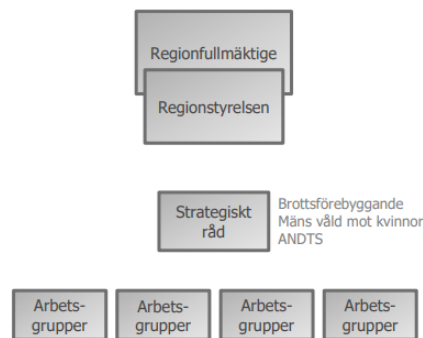 Regionfullmäktige
Regionstyrelsen
Strategiskt
råd
Brottsförebyggande
Mäns våld mot kvinnor
ANDTS
Arbets-
grupper
Arbets-
grupper
Arbets-
grupper
Arbets-
grupper